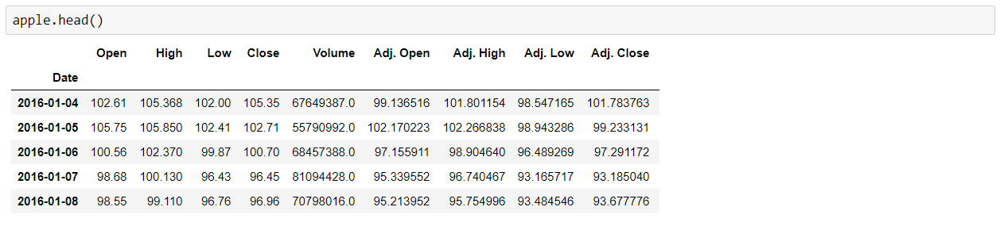 apple.head()
Open High Low Close Volume Adj. Open Adj. High Adj. Low Adj. Close
Date
2016-01-04 102.61 105.368 102.00 105.35 67649387.0 99.136516 101.801154 98.547165 101.783763
2016-01-05 105.75 105.850 102.41 102.71 55790992.0 102.170223 102.266838 98.943286 99.233131
2016-01-06 100.56 102.370 99.87 100.70 68457388.0 97.155911 98.904640 96.489269 97.291172
2016-01-07 98.68 100.130 96.43 96.45 81094428.0 95.339552 96.740467 93.165717 93.185040
2016-01-08 98.55 99.110 96.76 96.96 70798016.0 95.213952 95.754996 93.484546 93.677776